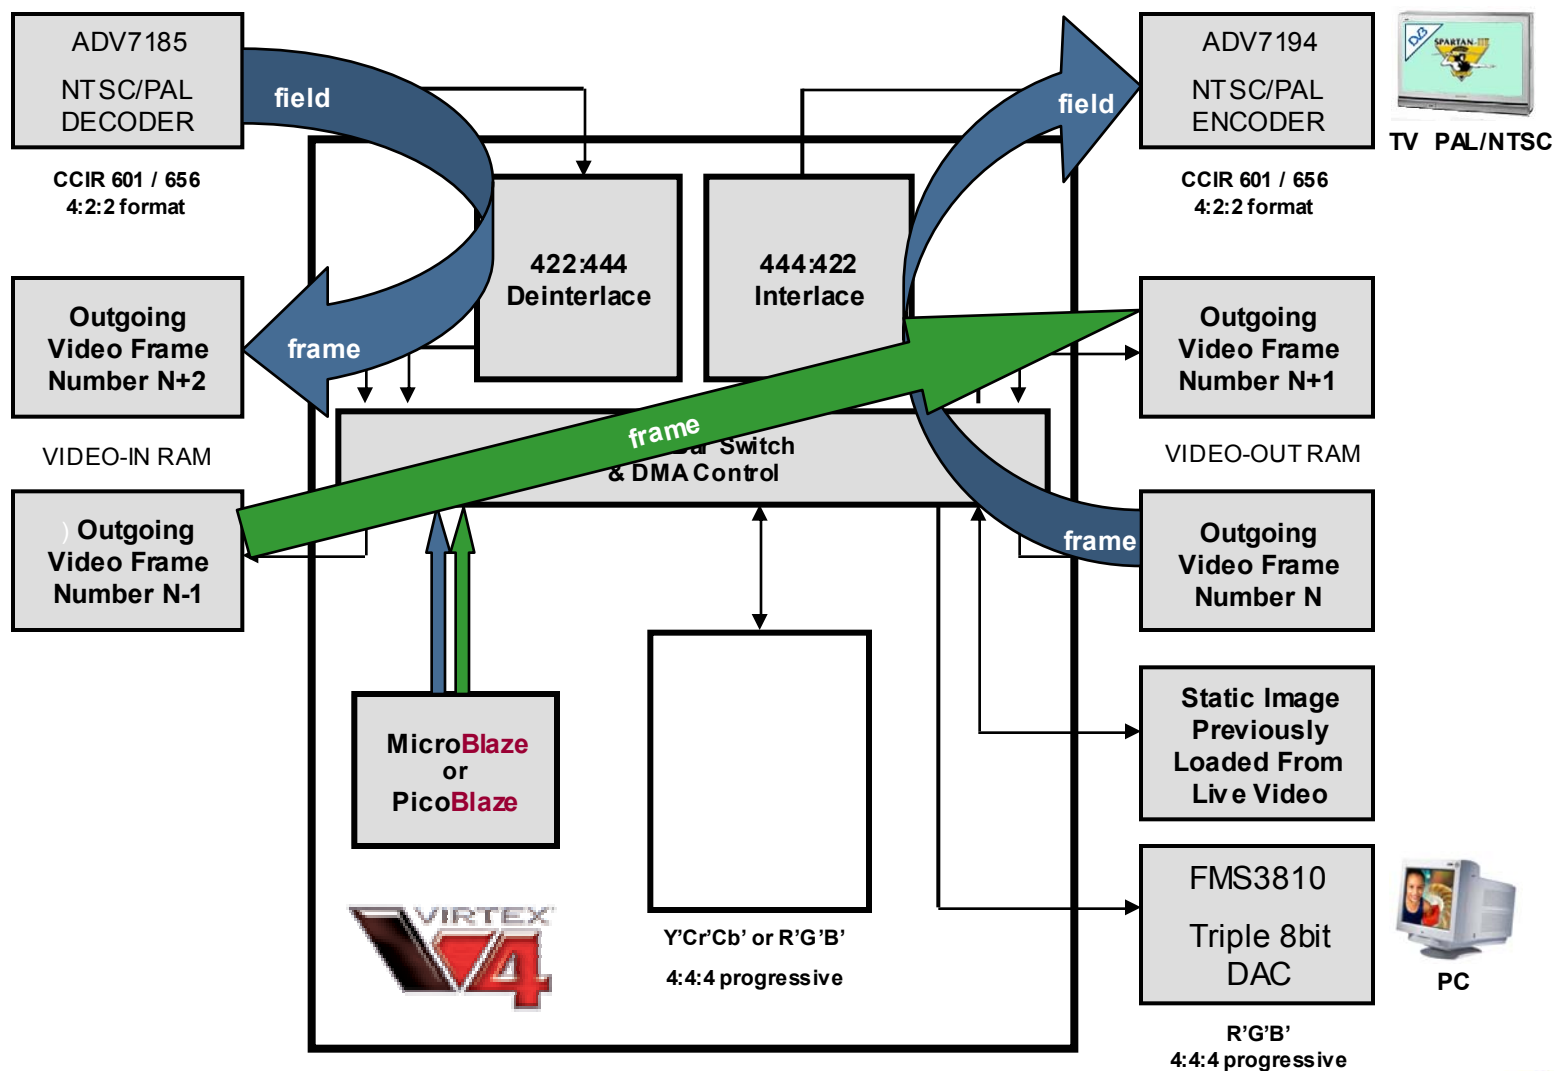 ADV7185
NTSC/PAL
DECODER
CCIR 601 / 656
4:2:2 format
field
field
ADV7194
NTSC/PAL
ENCODER
CCIR 601 / 656
4:2:2 format
DVB
SPARTAN-III
TV PAL/NTSC
422:444
Deinterlace
444:422
Interlace
Outgoing
Video Frame
Number N+2
frame
Outgoing
Video Frame
Number N+1
VIDEO-IN RAM
frame
Switch
& DMA Control
VIDEO-OUT RAM
) Outgoing
Video Frame
Number N-1
frame
Outgoing
Video Frame
Number N
MicroBlaze
or
PicoBlaze
Static Image
Previously
Loaded From
Live Video
VIRTEX
4
Y'Cr'Cb' or R'G'B'
4:4:4 progressive
FMS3810
Triple 8bit
DAC
PC
R'G'B'
4:4:4 progressive